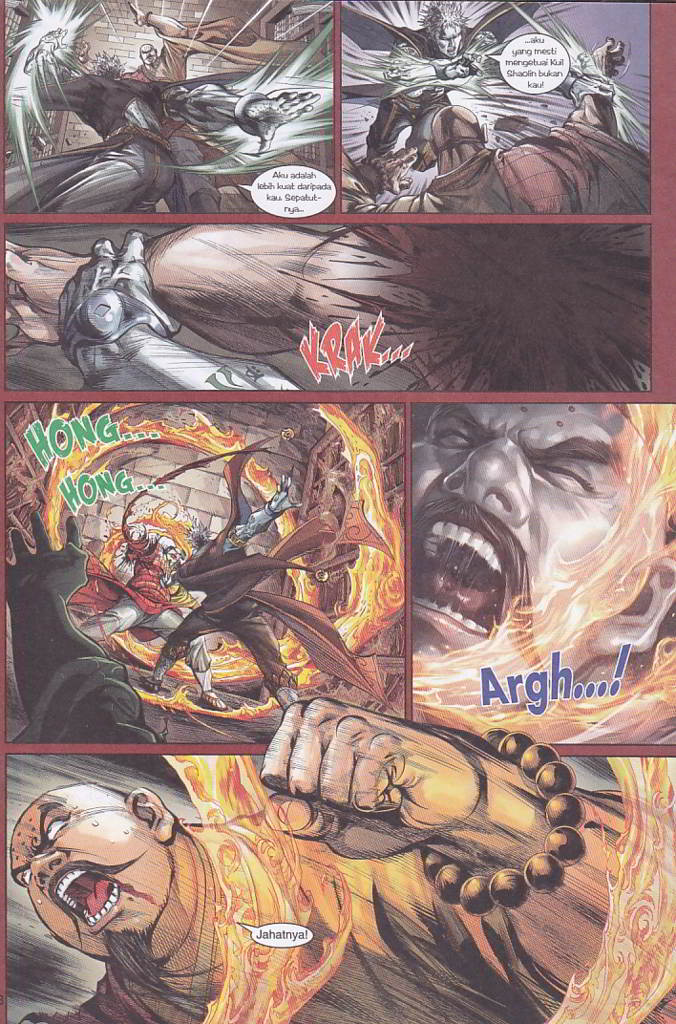 Aku adalah
lebih kuat daripada
kau. Sepatut-
nya...
...aku
yang mesti
mengetuai Kuil
Shaolin bukan
kau!
KRAK...
HONG....
HONG....
Argh....!
Jahatnya!